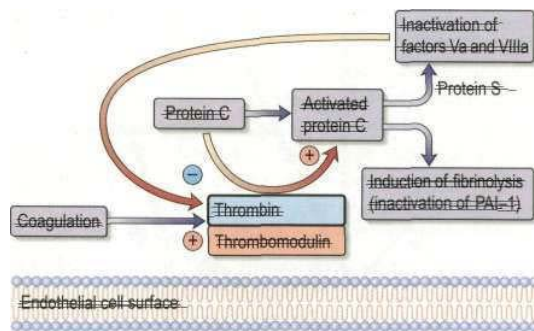 Inactivation of
factors Va and VIIIa
Protein S
Protein C
Activated
protein C
+
−
Induction of fibrinolysis
(inactivation of PAL-1)
Thrombin
Coagulation
+
Thrombomodulin
Endothelial cell surface